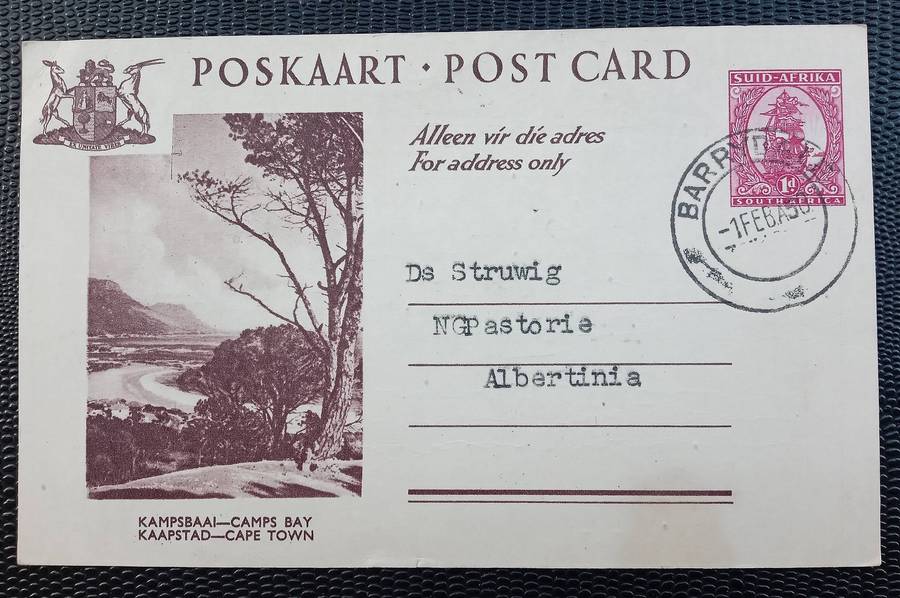 POSKAART · POST CARD
EX UNITATE VIRES
Alleen vir die adres
For address only
SUID-AFRIKA
1d
SOUTH AFRICA
-1FEB
Ds Struwig
NGPastorie
Albertinia
KAMPSBAAI—CAMPS BAY
KAAPSTAD—CAPE TOWN